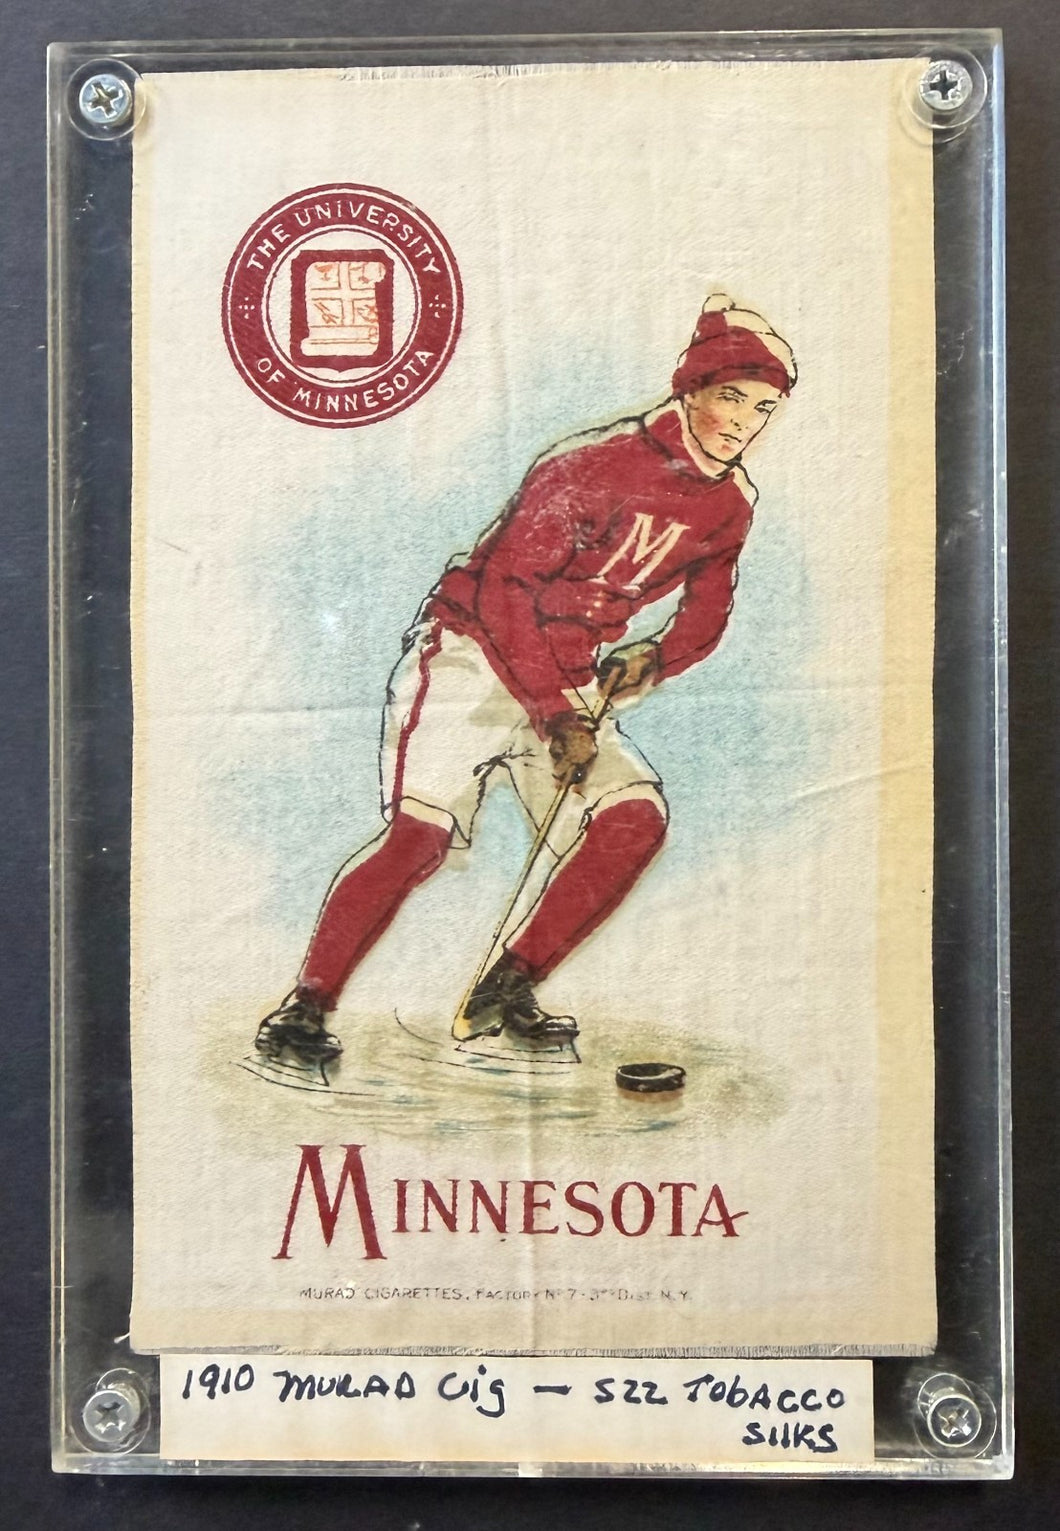 THE UNIVERSITY
OF MINNESOTA
M
MINNESOTA
MURAD CIGARETTES, FACTORY Nº 7-3RD DIST. N.Y.
1910 MURAD Cig — S22 TOBACCO
SILKS